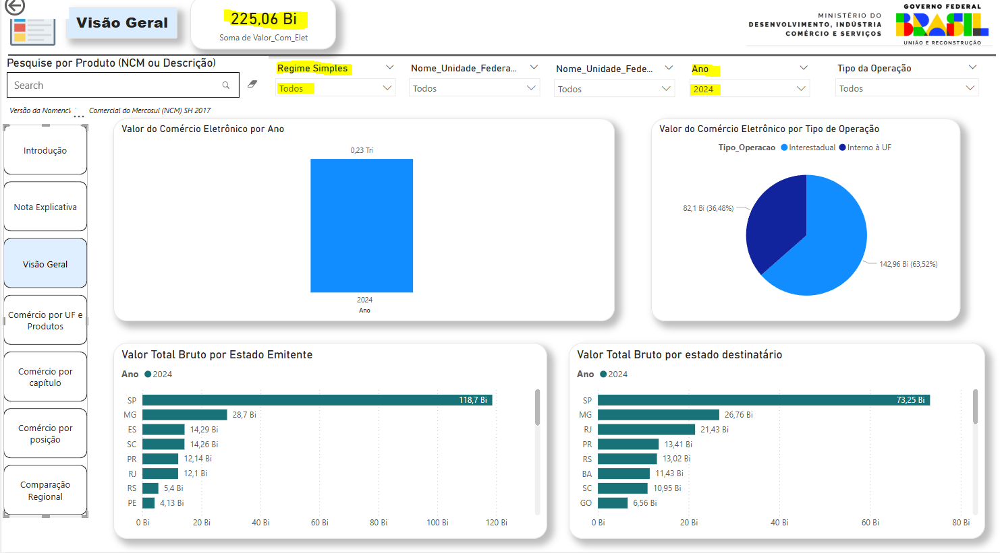 Visão Geral
225,06 Bi
Soma de Valor_Com_Elet
MINISTÉRIO DO
DESENVOLVIMENTO, INDÚSTRIA
COMÉRCIO E SERVIÇOS
GOVERNO FEDERAL
BRASIL
UNIÃO E RECONSTRUÇÃO
Pesquise por Produto (NCM ou Descrição)
Search
Regime Simples
Todos
Nome_Unidade_Federa...
Todos
Nome_Unidade_Fede...
Todos
Ano
2024
Tipo da Operação
Todos
Versão da Nomencl... Comercial do Mercosul (NCM) SH 2017
Introdução
Nota Explicativa
Visão Geral
Comércio por UF e
Produtos
Comércio por
capítulo
Comércio por
posição
Comparação
Regional
Valor do Comércio Eletrônico por Ano
0,23 Tri
2024
Ano
Valor do Comércio Eletrônico por Tipo de Operação
Tipo_Operacao Interestadual Interno à UF
82,1 Bi (36,48%)
142,96 Bi (63,52%)
Valor Total Bruto por Estado Emitente
Ano 2024
SP 118,7 Bi
MG 28,7 Bi
ES 14,29 Bi
SC 14,26 Bi
PR 12,14 Bi
RJ 12,1 Bi
RS 5,4 Bi
PE 4,13 Bi
0 Bi 20 Bi 40 Bi 60 Bi 80 Bi 100 Bi 120 Bi
Valor Total Bruto por estado destinatário
Ano 2024
SP 73,25 Bi
MG 26,76 Bi
RJ 21,43 Bi
PR 13,41 Bi
RS 13,02 Bi
BA 11,43 Bi
SC 10,95 Bi
GO 6,56 Bi
0 Bi 20 Bi 40 Bi 60 Bi 80 Bi